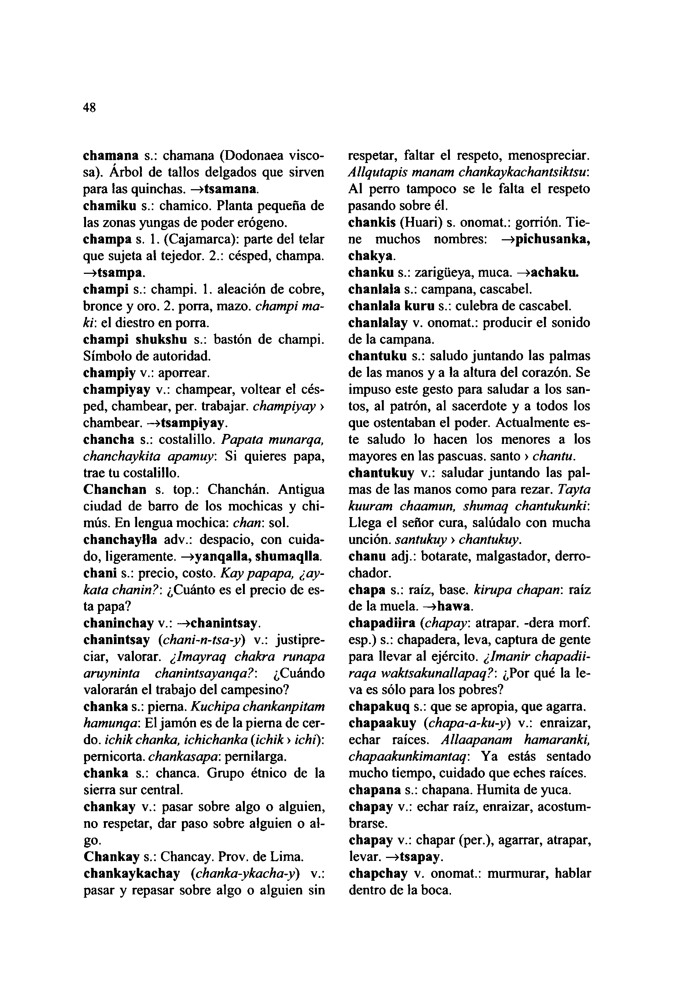 48
chamana s.: chamana (Dodonaea visco-
sa). Árbol de tallos delgados que sirven
para las quinchas. →tsamana.
chamiku s.: chamico. Planta pequeña de
las zonas yungas de poder erógeno.
champa s. 1. (Cajamarca): parte del telar
que sujeta al tejedor. 2.: césped, champa.
→tsampa.
champi s.: champi. 1. aleación de cobre,
bronce y oro. 2. porra, mazo. champi ma-
ki: el diestro en porra.
champi shukshu s.: bastón de champi.
Símbolo de autoridad.
champiy v.: aporrear.
champiyay v.: champear, voltear el cés-
ped, chambear, per. trabajar. champiyay ›
chambear. →tsampiyay.
chancha s.: costalillo. Papata munarqa,
chanchaykita apamuy: Si quieres papa,
trae tu costalillo.
Chanchan s. top.: Chanchán. Antigua
ciudad de barro de los mochicas y chi-
mús. En lengua mochica: chan: sol.
chanchaylla adv.: despacio, con cuida-
do, ligeramente. →yanqalla, shumaqlla.
chani s.: precio, costo. Kay papapa, ¿ay-
kata chanin?: ¿Cuánto es el precio de es-
ta papa?
chaninchay v.: →chanintsay.
chanintsay (chani-n-tsa-y) v.: justipre-
ciar, valorar. ¿Imayraq chakra runapa
aruyninta chanintsayanqa?: ¿Cuándo
valorarán el trabajo del campesino?
chanka s.: pierna. Kuchipa chankanpitam
hamunqa: El jamón es de la pierna de cer-
do. ichik chanka, ichichanka (ichik › ichi):
pernicorta. chankasapa: pernilarga.
chanka s.: chanca. Grupo étnico de la
sierra sur central.
chankay v.: pasar sobre algo o alguien,
no respetar, dar paso sobre alguien o al-
go.
Chankay s.: Chancay. Prov. de Lima.
chankaykachay (chanka-ykacha-y) v.:
pasar y repasar sobre algo o alguien sin
respetar, faltar el respeto, menospreciar.
Allqutapis manam chankaykachantsiktsu:
Al perro tampoco se le falta el respeto
pasando sobre él.
chankis (Huari) s. onomat.: gorrión. Tie-
ne muchos nombres: →pichusanka,
chakya.
chanku s.: zarigüeya, muca. →achaku.
chanlala s.: campana, cascabel.
chanlala kuru s.: culebra de cascabel.
chanlalay v. onomat.: producir el sonido
de la campana.
chantuku s.: saludo juntando las palmas
de las manos y a la altura del corazón. Se
impuso este gesto para saludar a los san-
tos, al patrón, al sacerdote y a todos los
que ostentaban el poder. Actualmente es-
te saludo lo hacen los menores a los
mayores en las pascuas. santo › chantu.
chantukuy v.: saludar juntando las pal-
mas de las manos como para rezar. Tayta
kuuram chaamun, shumaq chantukunki:
Llega el señor cura, salúdalo con mucha
unción. santukuy › chantukuy.
chanu adj.: botarate, malgastador, derro-
chador.
chapa s.: raíz, base. kirupa chapan: raíz
de la muela. →hawa.
chapadiira (chapay: atrapar. -dera morf.
esp.) s.: chapadera, leva, captura de gente
para llevar al ejército. ¿Imanir chapadii-
raqa waktsakunallapaq?: ¿Por qué la le-
va es sólo para los pobres?
chapakuq s.: que se apropia, que agarra.
chapaakuy (chapa-a-ku-y) v.: enraizar,
echar raíces. Allaapanam hamaranki,
chapaakunkimantaq: Ya estás sentado
mucho tiempo, cuidado que eches raíces.
chapana s.: chapana. Humita de yuca.
chapay v.: echar raíz, enraizar, acostum-
brarse.
chapay v.: chapar (per.), agarrar, atrapar,
levar. →tsapay.
chapchay v. onomat.: murmurar, hablar
dentro de la boca.